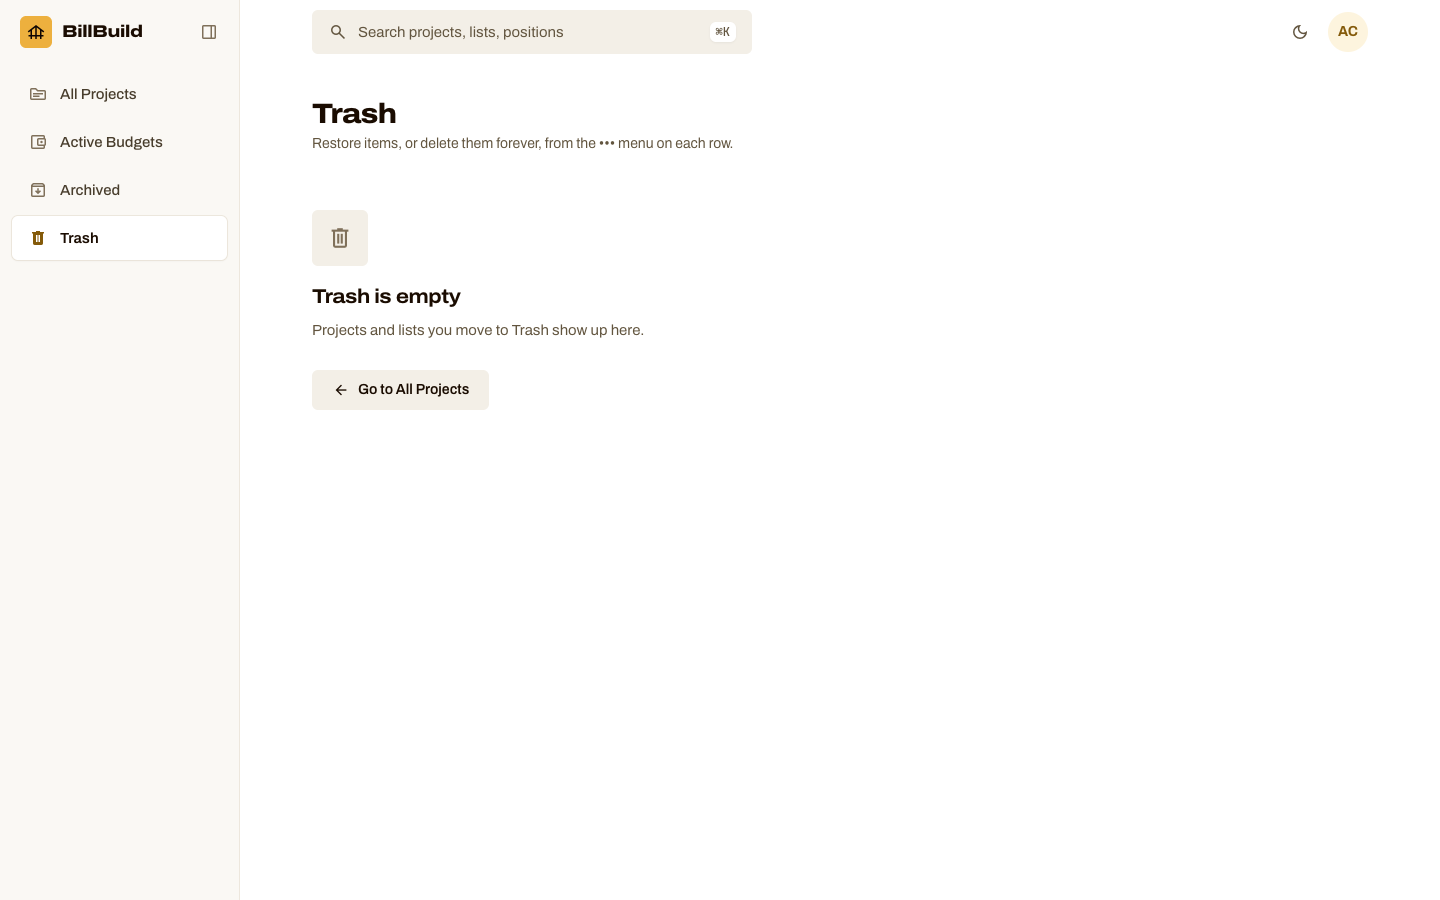 BillBuild
Search projects, lists, positions
⌘K
AC
All Projects
Active Budgets
Archived
Trash
Trash
Restore items, or delete them forever, from the ••• menu on each row.
Trash is empty
Projects and lists you move to Trash show up here.
Go to All Projects